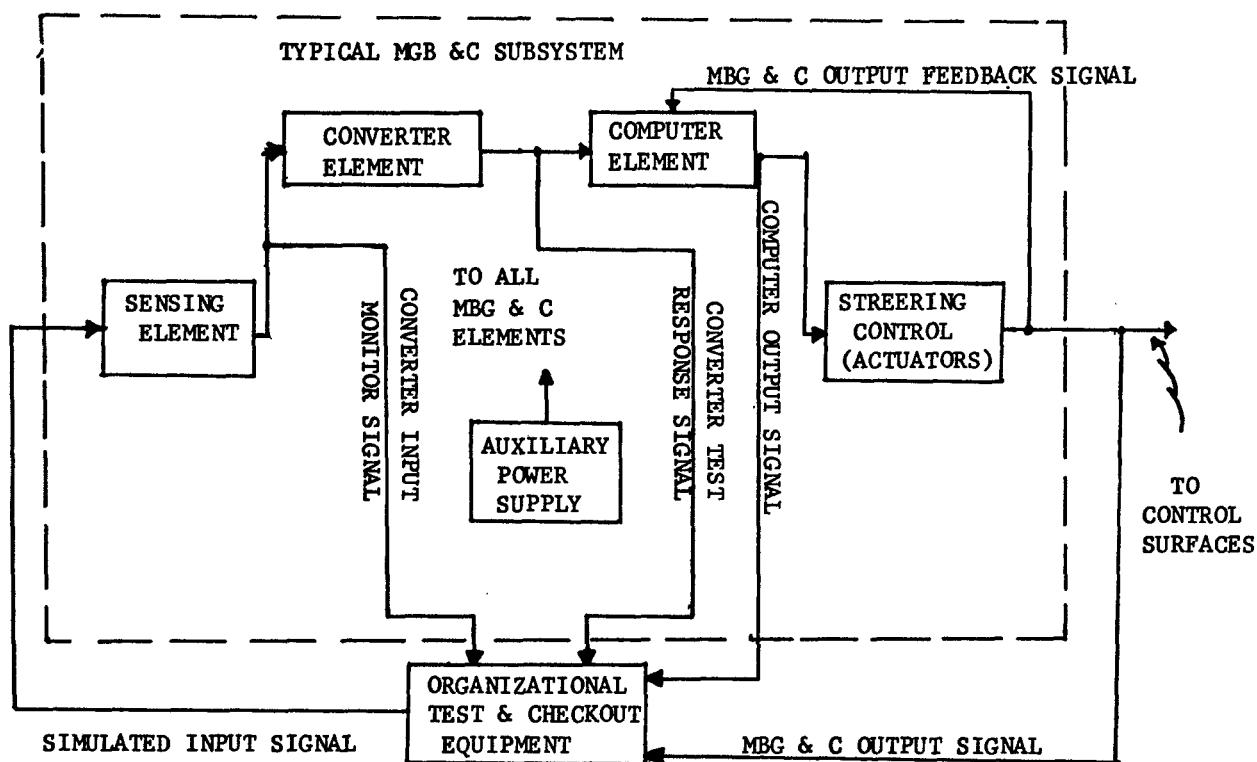 TYPICAL MGB &C SUBSYSTEM
MBG & C OUTPUT FEEDBACK SIGNAL
CONVERTER
ELEMENT
COMPUTER
ELEMENT
SENSING
ELEMENT
CONVERTER INPUT
MONITOR SIGNAL
TO ALL
MBG & C
ELEMENTS
AUXILIARY
POWER
SUPPLY
CONVERTER TEST
RESPONSE SIGNAL
COMPUTER OUTPUT SIGNAL
STREERING
CONTROL
(ACTUATORS)
TO
CONTROL
SURFACES
ORGANIZATIONAL
TEST & CHECKOUT
EQUIPMENT
SIMULATED INPUT SIGNAL
MBG & C OUTPUT SIGNAL